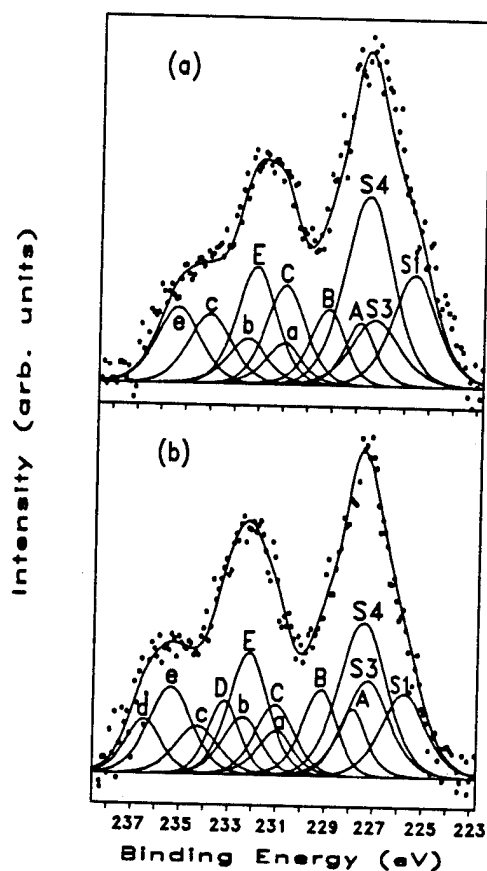 (a)
S4
E
C
S1
B
A S3
e
c
b
a
(b)
S4
E
S3
B
S1
e
D
C
A
d
b
c
a
237 235 233 231 229 227 225 223
Binding Energy (eV)
Intensity (arb. units)